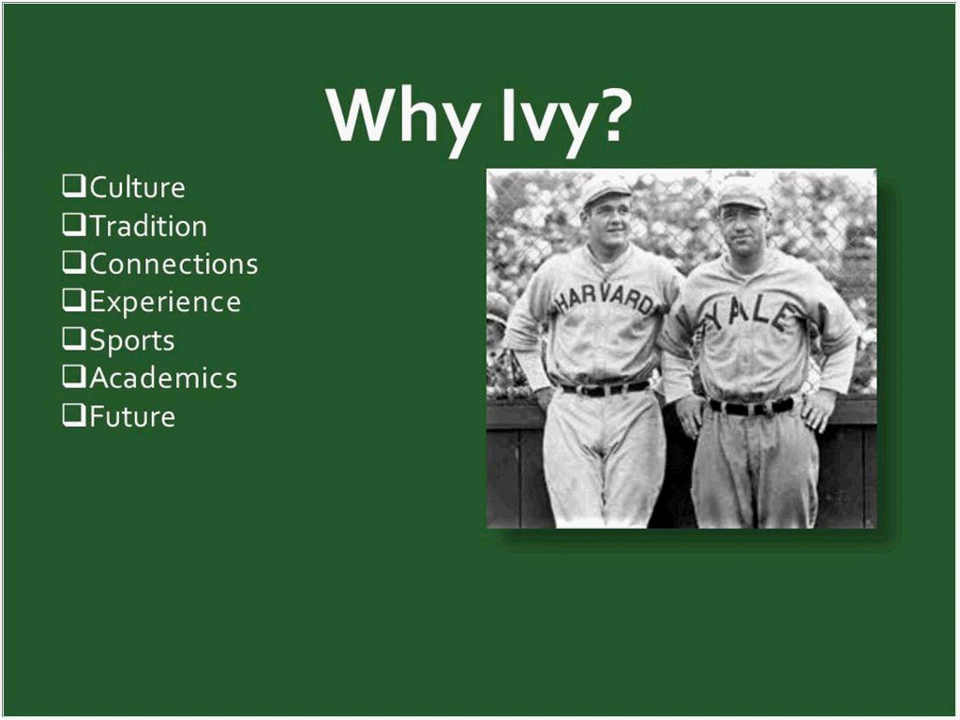 Why Ivy?
❑Culture
❑Tradition
❑Connections
❑Experience
❑Sports
❑Academics
❑Future
HARVARD
YALE